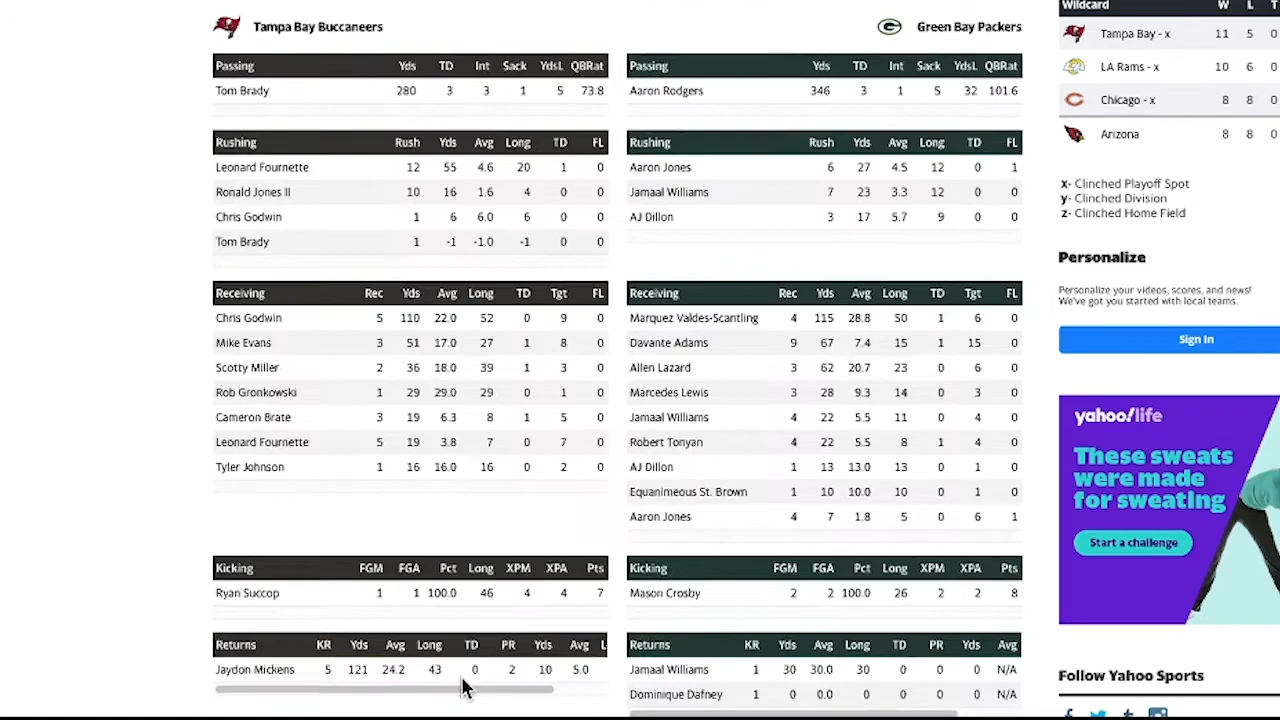 Tampa Bay Buccaneers
Passing Yds TD Int Sack YdsL QBRat
Tom Brady 280 3 3 1 5 73.8
Rushing Rush Yds Avg Long TD FL
Leonard Fournette 12 55 4.6 20 1 0
Ronald Jones II 10 16 1.6 4 0 0
Chris Godwin 1 6 6.0 6 0 0
Tom Brady 1 -1 -1.0 -1 0 0
Receiving Rec Yds Avg Long TD Tgt FL
Chris Godwin 5 110 22.0 52 0 9 0
Mike Evans 3 51 17.0 27 1 8 0
Scotty Miller 2 36 18.0 39 1 3 0
Rob Gronkowski 1 29 29.0 29 0 1 0
Cameron Brate 3 19 6.3 8 1 5 0
Leonard Fournette 5 19 3.8 7 0 7 0
Tyler Johnson 1 16 16.0 16 0 2 0
Kicking FGM FGA Pct Long XPM XPA Pts
Ryan Succop 1 1 100.0 46 4 4 7
Returns KR Yds Avg Long TD PR Yds Avg L
Jaydon Mickens 5 121 24.2 43 0 2 10 5.0
Green Bay Packers
Passing Yds TD Int Sack YdsL QBRat
Aaron Rodgers 346 3 1 5 32 101.6
Rushing Rush Yds Avg Long TD FL
Aaron Jones 6 27 4.5 12 0 1
Jamaal Williams 7 23 3.3 12 0 0
AJ Dillon 3 17 5.7 9 0 0
Receiving Rec Yds Avg Long TD Tgt FL
Marquez Valdes-Scantling 4 115 28.8 50 1 6 0
Davante Adams 9 67 7.4 15 1 15 0
Allen Lazard 3 62 20.7 23 0 6 0
Marcedes Lewis 3 28 9.3 14 0 3 0
Jamaal Williams 4 22 5.5 11 0 4 0
Robert Tonyan 4 22 5.5 8 1 4 0
AJ Dillon 1 13 13.0 13 0 1 0
Equanimeous St. Brown 1 10 10.0 10 0 1 0
Aaron Jones 4 7 1.8 5 0 6 1
Kicking FGM FGA Pct Long XPM XPA Pts
Mason Crosby 2 2 100.0 26 2 2 8
Returns KR Yds Avg Long TD PR Yds Avg
Jamaal Williams 1 30 30.0 30 0 0 0 N/A
Dominique Dafney 1 0 0.0 0 0 0 0 N/A
Wildcard W L T
Tampa Bay - x 11 5 0
LA Rams - x 10 6 0
Chicago - x 8 8 0
Arizona 8 8 0
x- Clinched Playoff Spot
y- Clinched Division
z- Clinched Home Field
Personalize
Personalize your videos, scores, and news!
We've got you started with local teams.
Sign In
yahoo!life
These sweats
were made
for sweating
Start a challenge
Follow Yahoo Sports